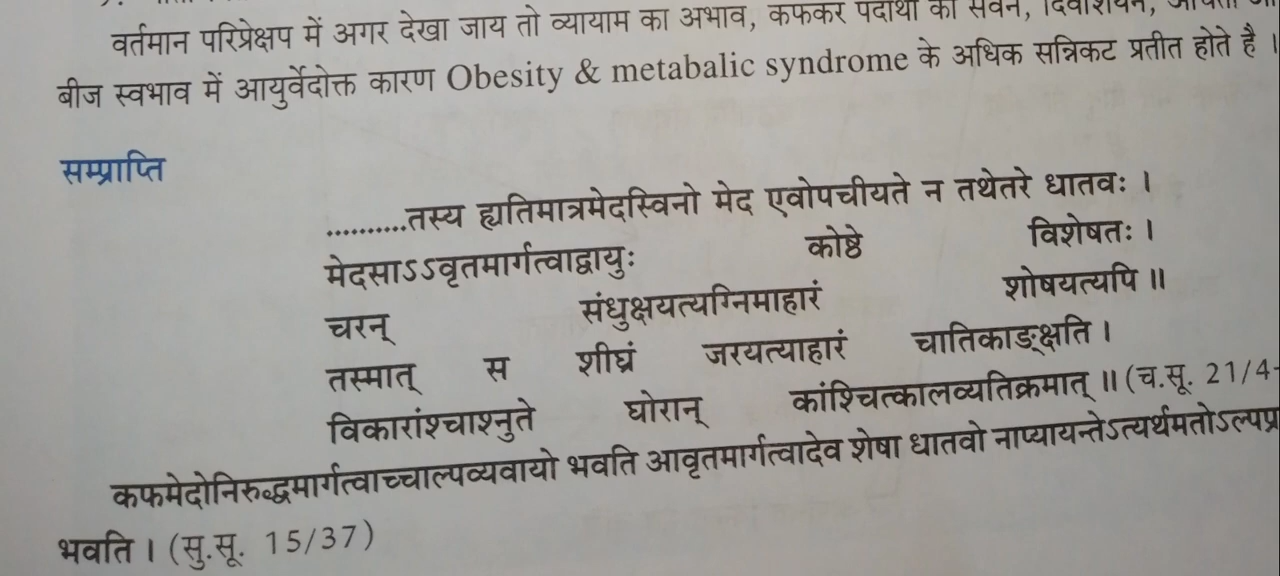 वर्तमान परिप्रेक्षप में अगर देखा जाय तो व्यायाम का अभाव, कफकर पदार्थो का सेवन, दिवाशयन,
बीज स्वभाव में आयुर्वेदोक्त कारण Obesity & metabalic syndrome के अधिक सन्निकट प्रतीत होते है ।
सम्प्राप्ति
..........तस्य ह्यतिमात्रमेदस्विनो मेद एवोपचीयते न तथेतरे धातवः ।
मेदसाऽऽवृतमार्गत्वाद्वायुः कोष्ठे विशेषतः ।
चरन् संधुक्षयत्यग्निमाहारं शोषयत्यपि ॥
तस्मात् स शीघ्रं जरयत्याहारं चातिकाङ्क्षति ।
विकारांश्चाश्नुते घोरान् कांश्चित्कालव्यतिक्रमात् ॥ (च.सू. 21/4-
कफमेदोनिरुद्धमार्गत्वाच्चाल्पव्यवायो भवति आवृतमार्गत्वादेव शेषा धातवो नाप्यायन्तेऽत्यर्थमतोऽल्पप्र
भवति । (सु.सू. 15/37)